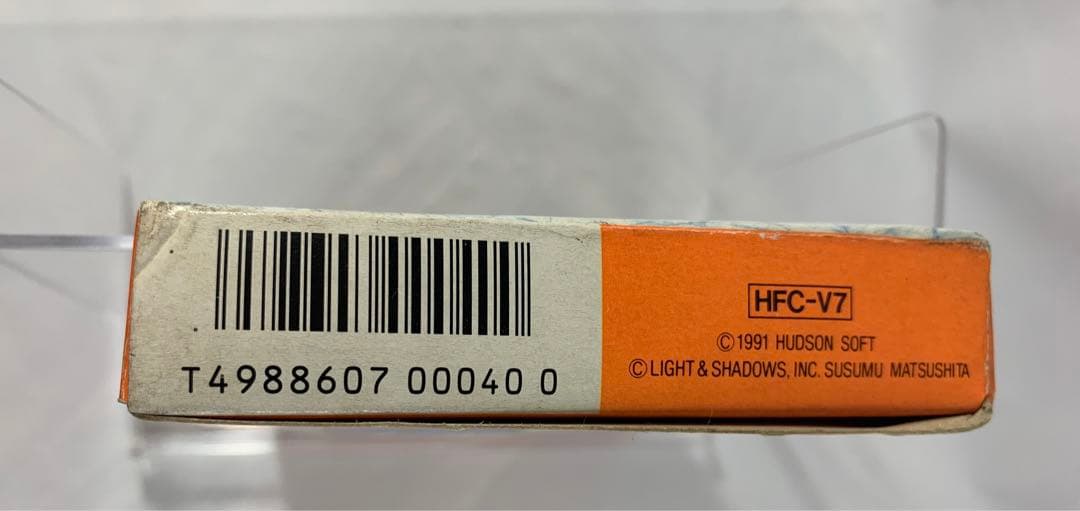 T4988607 00040 0
HFC-V7
©1991 HUDSON SOFT
©LIGHT & SHADOWS, INC. SUSUMU MATSUSHITA